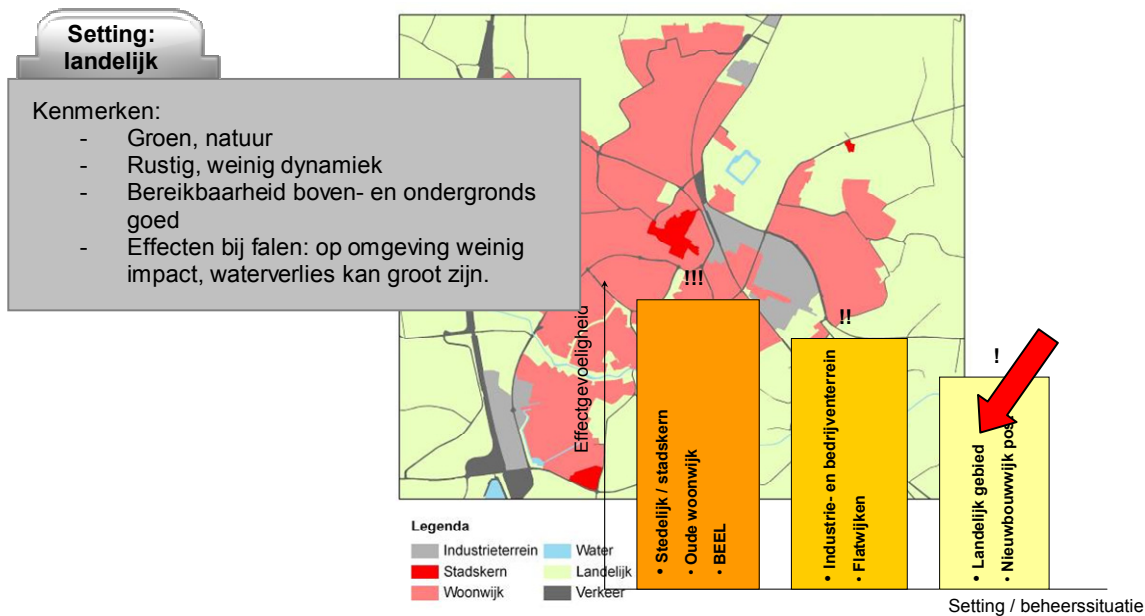 Setting:
landelijk
Kenmerken:
- Groen, natuur
- Rustig, weinig dynamiek
- Bereikbaarheid boven- en ondergronds
goed
- Effecten bij falen: op omgeving weinig
impact, waterverlies kan groot zijn.
!!!
!!
!
Effectgevoeligheid
• Stedelijk / stadskern
• Oude woonwijk
• BEEL
• Industrie- en bedrijventerrein
• Flatwijken
• Landelijk gebied
• Nieuwbouwwijk
Legenda
Industrieterrein
Stadskern
Woonwijk
Water
Landelijk
Verkeer
Setting / beheerssituatie